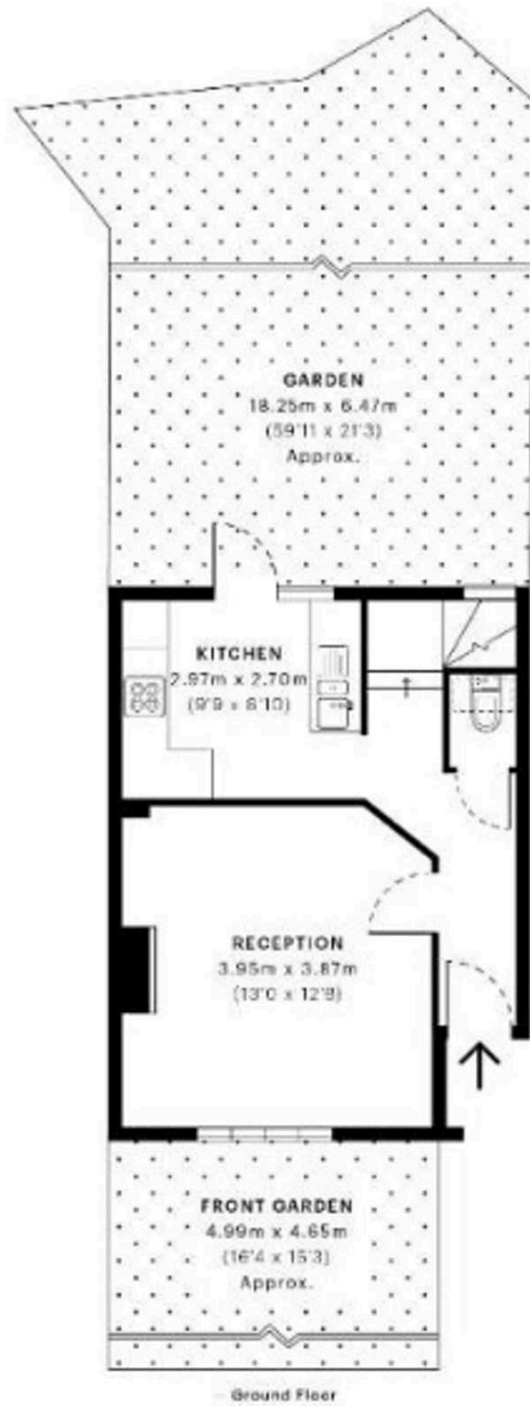 GARDEN
18.25m x 6.47m
(59'11 x 21'3)
Approx.
KITCHEN
2.97m x 2.70m
(9'9 x 8'10)
RECEPTION
3.95m x 3.87m
(13'0 x 12'8)
FRONT GARDEN
4.99m x 4.65m
(16'4 x 15'3)
Approx.
Ground Floor